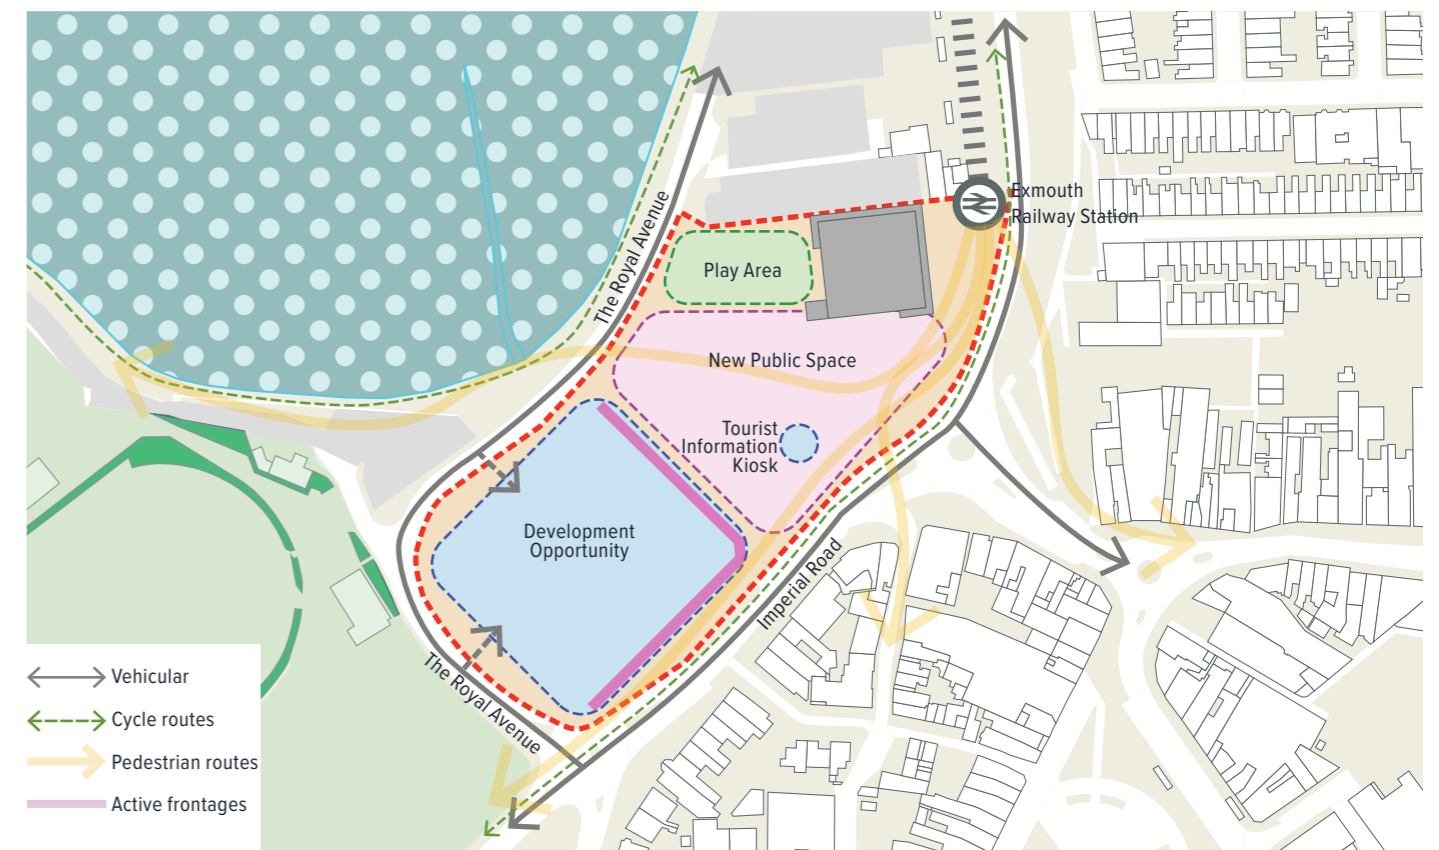 Exmouth
Railway Station
The Royal Avenue
Play Area
New Public Space
Tourist
Information
Kiosk
Development
Opportunity
Imperial Road
The Royal Avenue
Vehicular
Cycle routes
Pedestrian routes
Active frontages